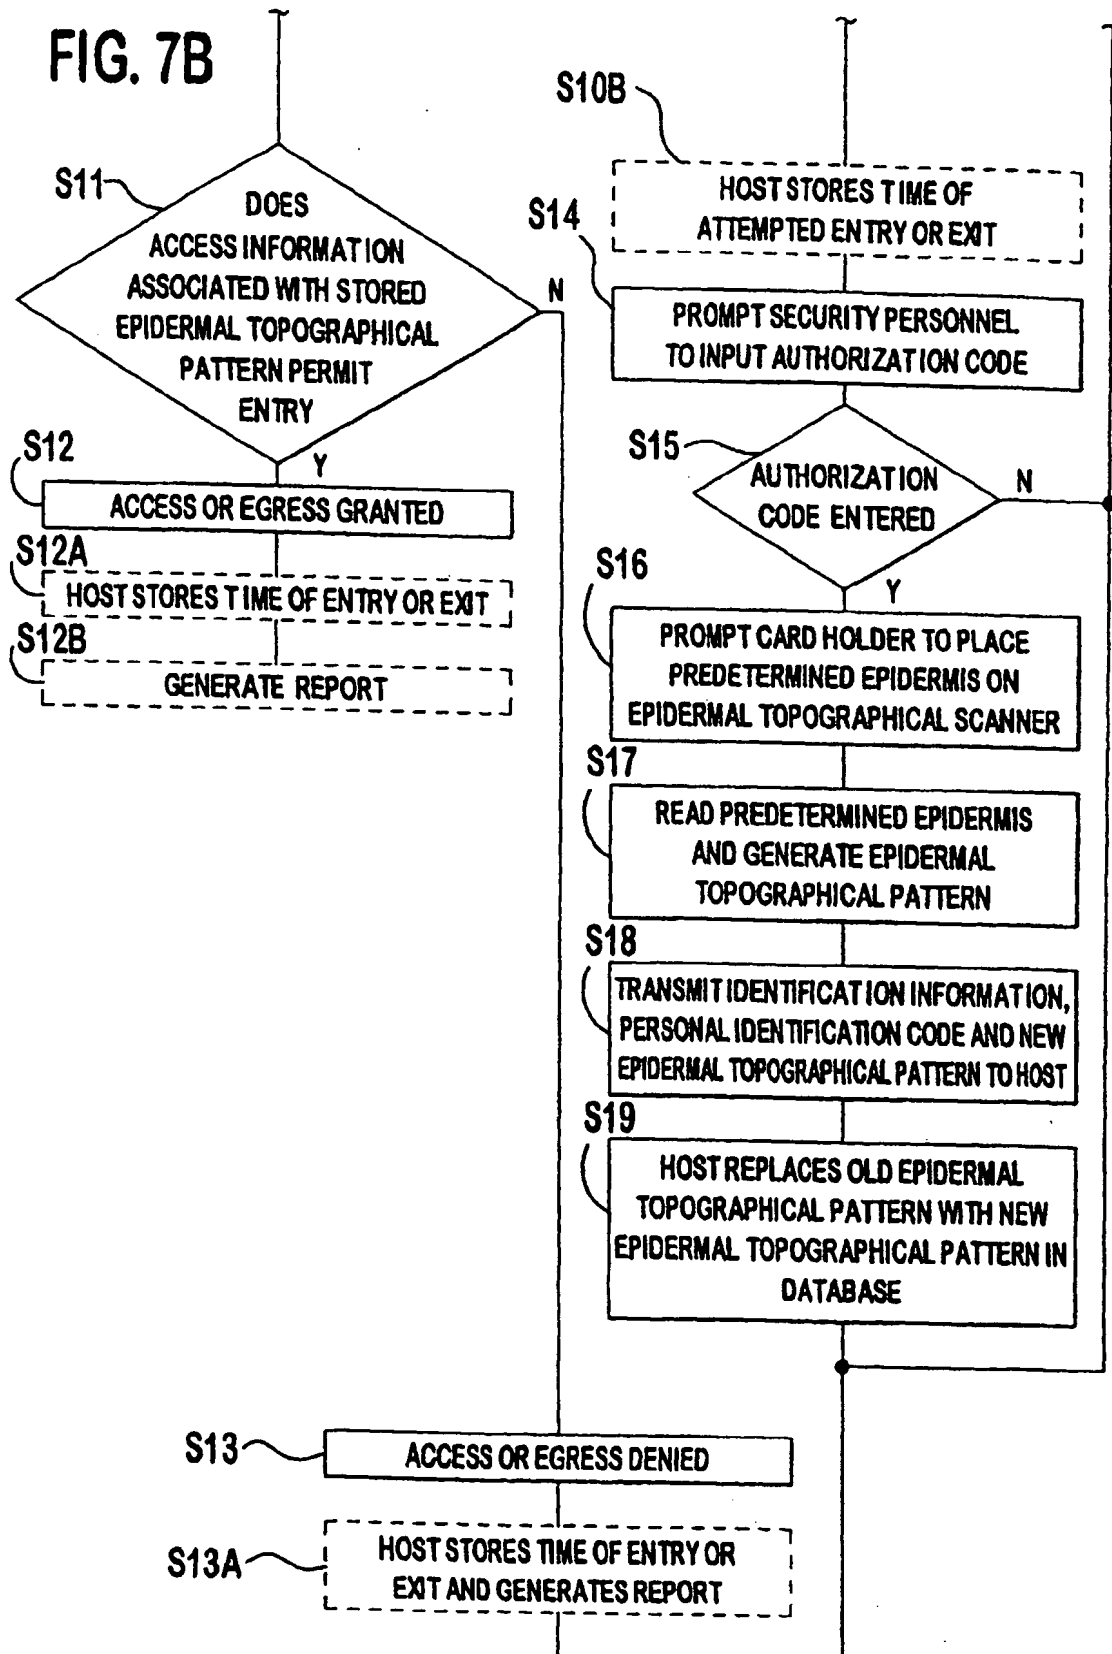 FIG. 7B
S11
DOES
ACCESS INFORMATION
ASSOCIATED WITH STORED
EPIDERMAL TOPOGRAPHICAL
PATTERN PERMIT
ENTRY
N
Y
S12
ACCESS OR EGRESS GRANTED
S12A
HOST STORES TIME OF ENTRY OR EXIT
S12B
GENERATE REPORT
S10B
HOST STORES TIME OF
ATTEMPTED ENTRY OR EXIT
S14
PROMPT SECURITY PERSONNEL
TO INPUT AUTHORIZATION CODE
S15
AUTHORIZATION
CODE ENTERED
N
Y
S16
PROMPT CARD HOLDER TO PLACE
PREDETERMINED EPIDERMIS ON
EPIDERMAL TOPOGRAPHICAL SCANNER
S17
READ PREDETERMINED EPIDERMIS
AND GENERATE EPIDERMAL
TOPOGRAPHICAL PATTERN
S18
TRANSMIT IDENTIFICATION INFORMATION,
PERSONAL IDENTIFICATION CODE AND NEW
EPIDERMAL TOPOGRAPHICAL PATTERN TO HOST
S19
HOST REPLACES OLD EPIDERMAL
TOPOGRAPHICAL PATTERN WITH NEW
EPIDERMAL TOPOGRAPHICAL PATTERN IN
DATABASE
S13
ACCESS OR EGRESS DENIED
S13A
HOST STORES TIME OF ENTRY OR
EXIT AND GENERATES REPORT